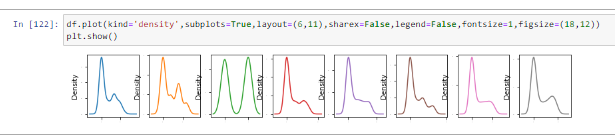 In [122]: df.plot(kind='density',subplots=True,layout=(6,11),sharex=False,legend=False,fontsize=1,figsize=(18,12))
plt.show()
Density Density Density Density Density Density Density Density